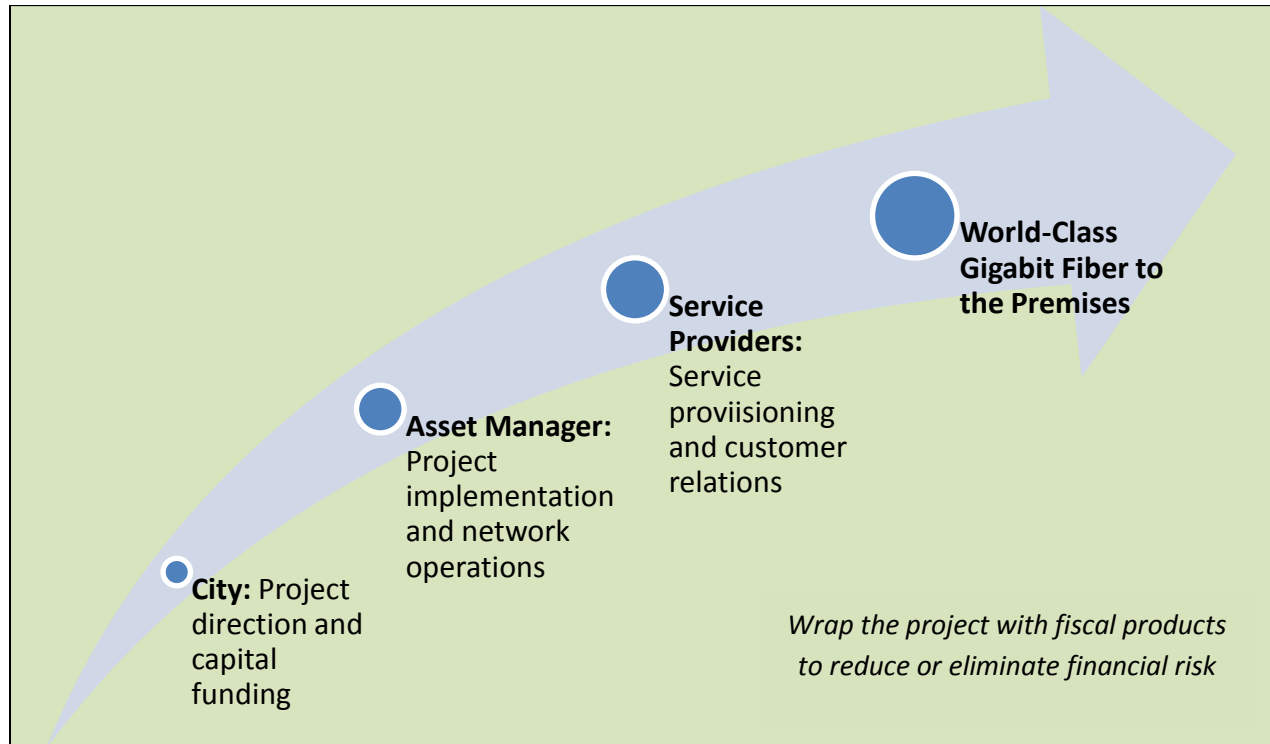 World-Class
Gigabit Fiber to
the Premises
Service
Providers:
Service
proviisioning
and customer
relations
Asset Manager:
Project
implementation
and network
operations
City: Project
direction and
capital
funding
Wrap the project with fiscal products
to reduce or eliminate financial risk